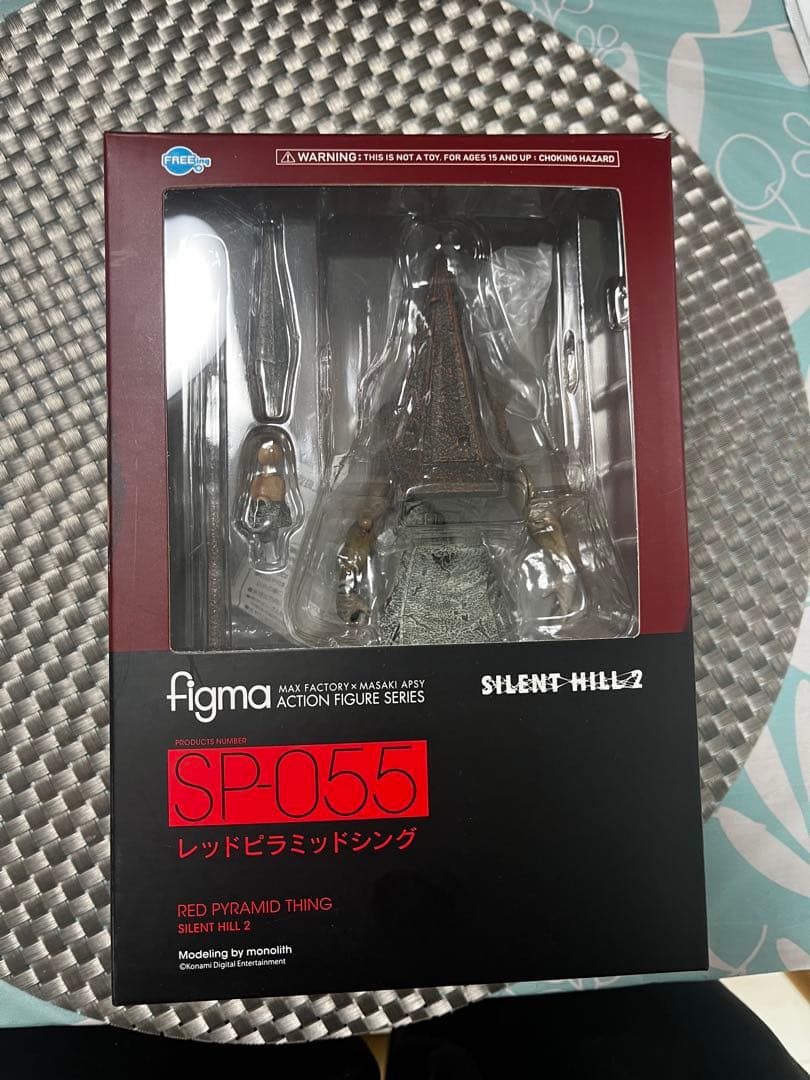 FREEing
⚠ WARNING: THIS IS NOT A TOY. FOR AGES 15 AND UP : CHOKING HAZARD
figma MAX FACTORY × MASAKI APSY
ACTION FIGURE SERIES
SILENT HILL 2
PRODUCTS NUMBER
SP-055
レッドピラミッドシング
RED PYRAMID THING
SILENT HILL 2
Modeling by monolith
©Konami Digital Entertainment